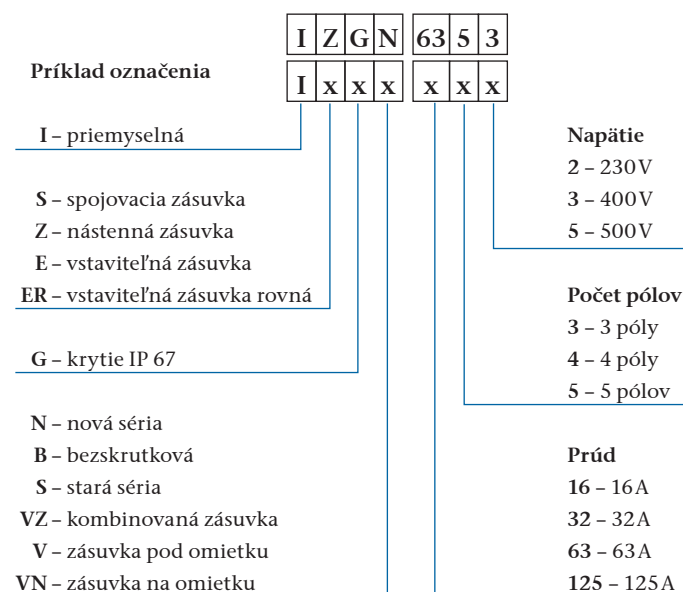 I Z G N 63 5 3
Príklad označenia
I x x x x x x
I – priemyselná
S – spojovacia zásuvka
Z – nástenná zásuvka
E – vstaviteľná zásuvka
ER – vstaviteľná zásuvka rovná
G – krytie IP 67
N – nová séria
B – bezskrutková
S – stará séria
VZ – kombinovaná zásuvka
V – zásuvka pod omietku
VN – zásuvka na omietku
Napätie
2 – 230 V
3 – 400 V
5 – 500 V
Počet pólov
3 – 3 póly
4 – 4 póly
5 – 5 pólov
Prúd
16 – 16 A
32 – 32 A
63 – 63 A
125 – 125 A